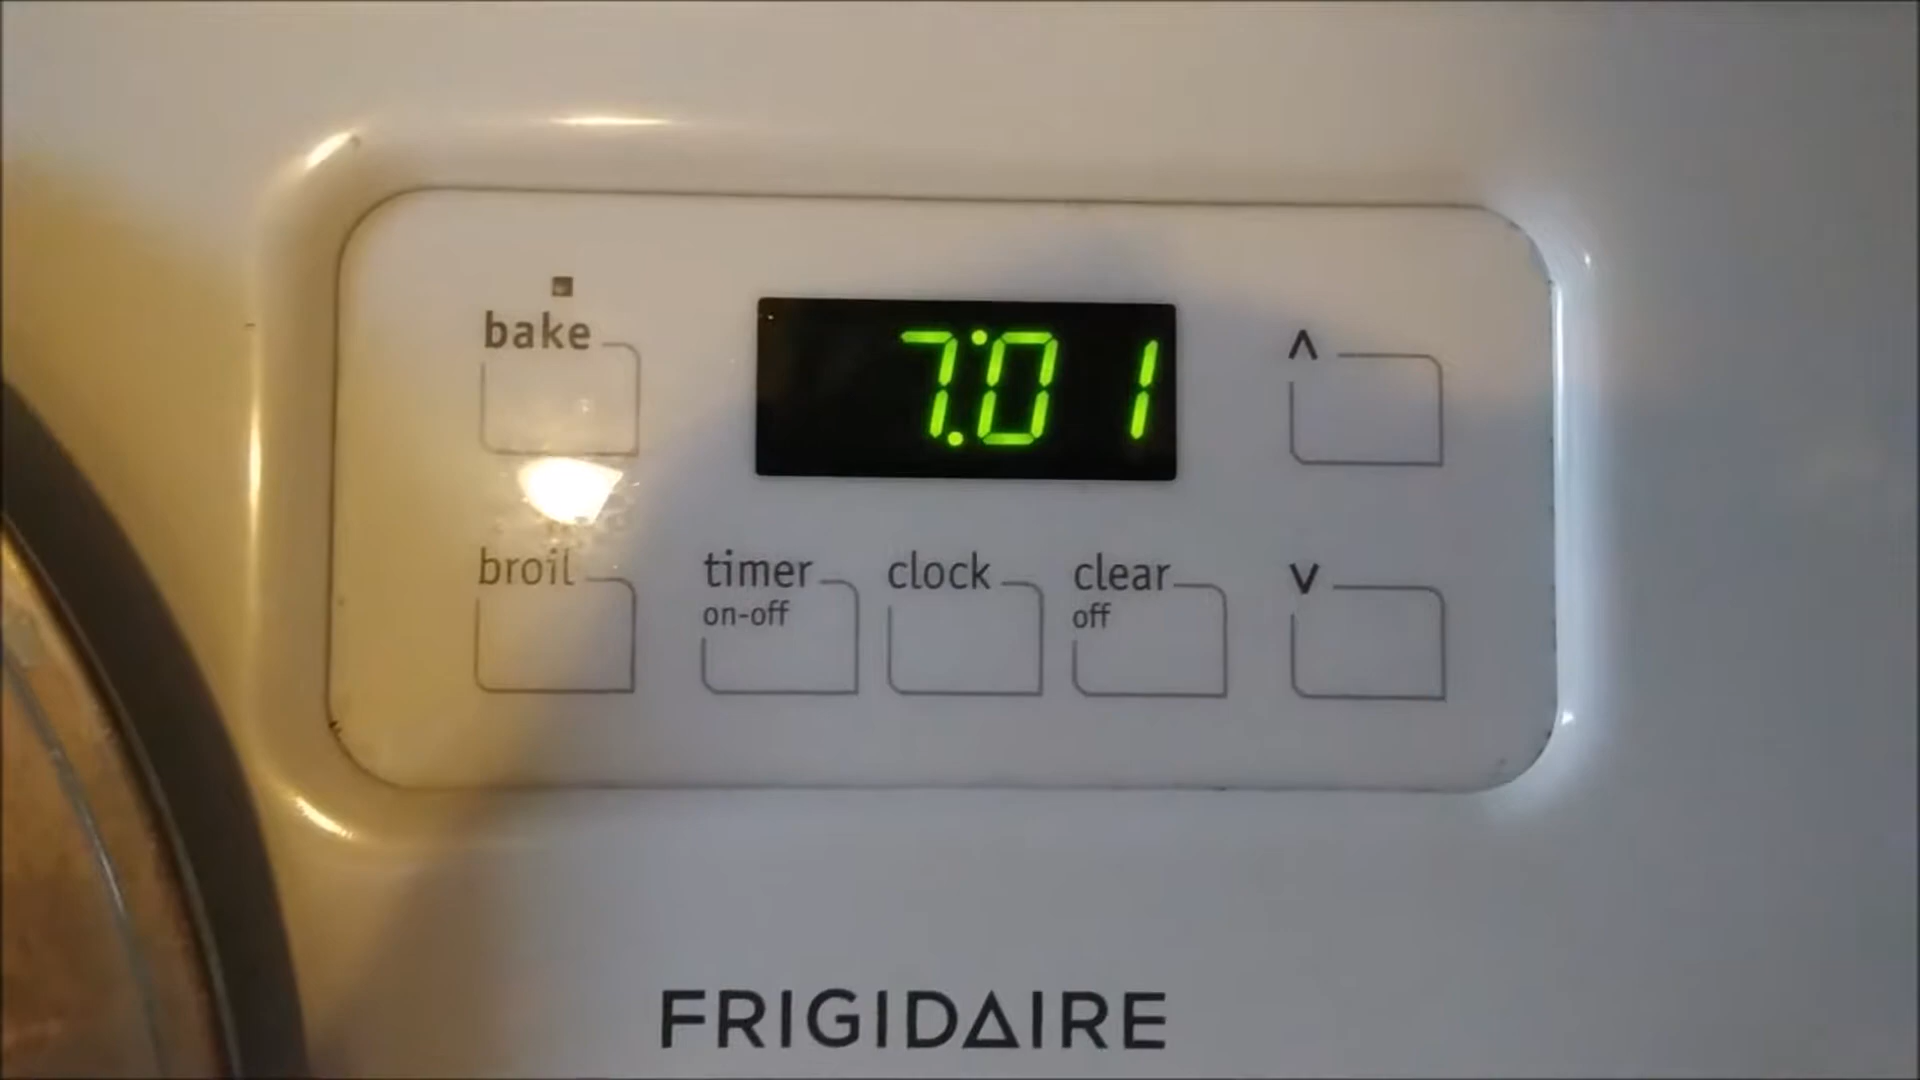 bake
7:01
^
broil
timer
on-off
clock
clear
off
v
FRIGIDAIRE